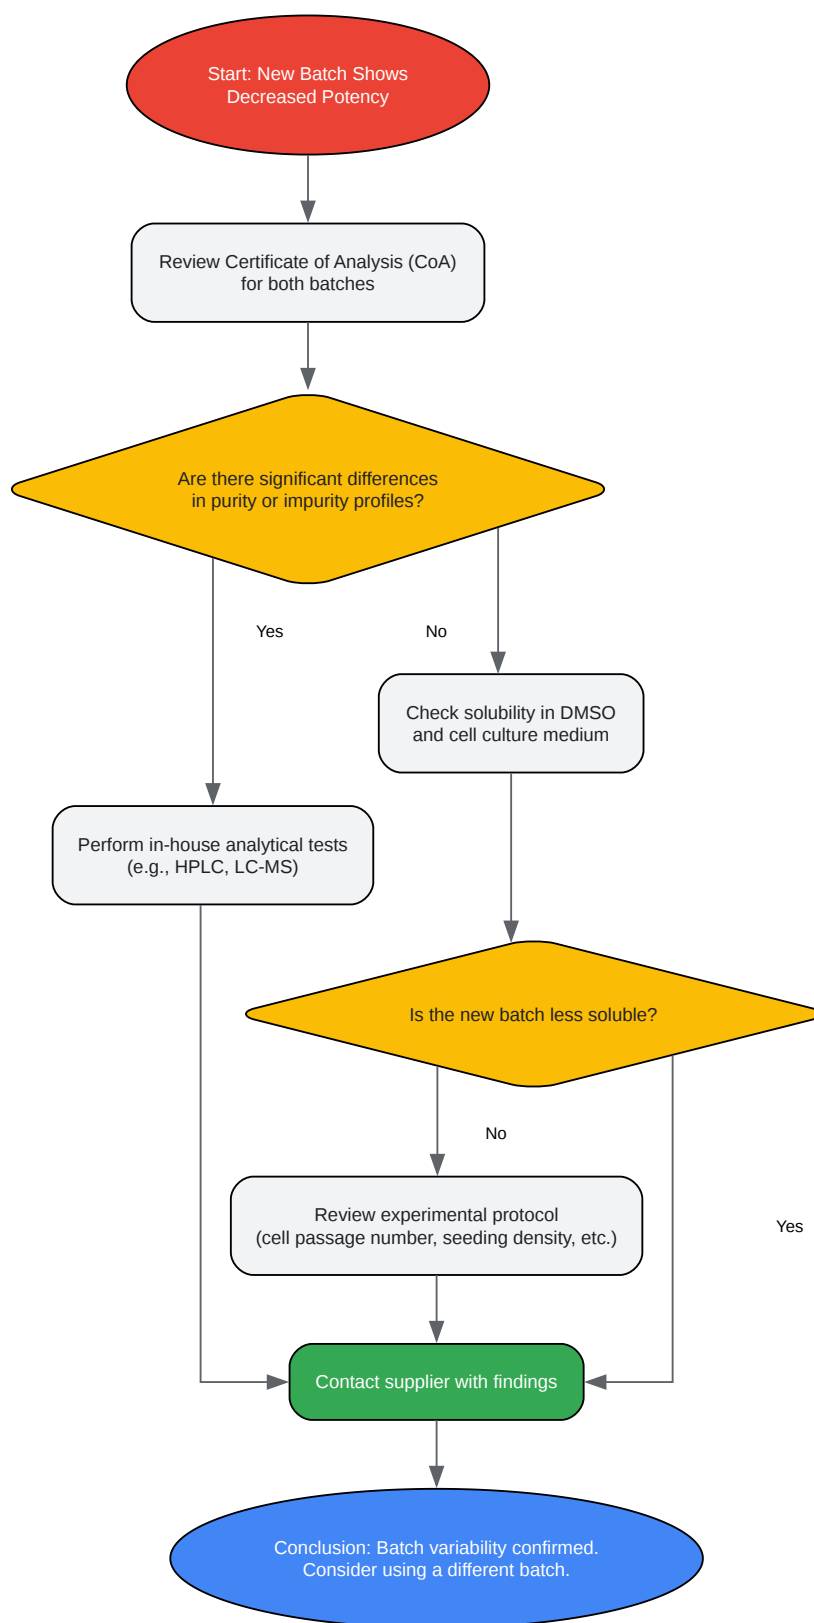 Start: New Batch Shows
Decreased Potency
Review Certificate of Analysis (CoA)
for both batches
Are there significant differences
in purity or impurity profiles?
Yes
No
Check solubility in DMSO
and cell culture medium
Perform in-house analytical tests
(e.g., HPLC, LC-MS)
Is the new batch less soluble?
No
Review experimental protocol
(cell passage number, seeding density, etc.)
Yes
Contact supplier with findings
Conclusion: Batch variability confirmed.
Consider using a different batch.